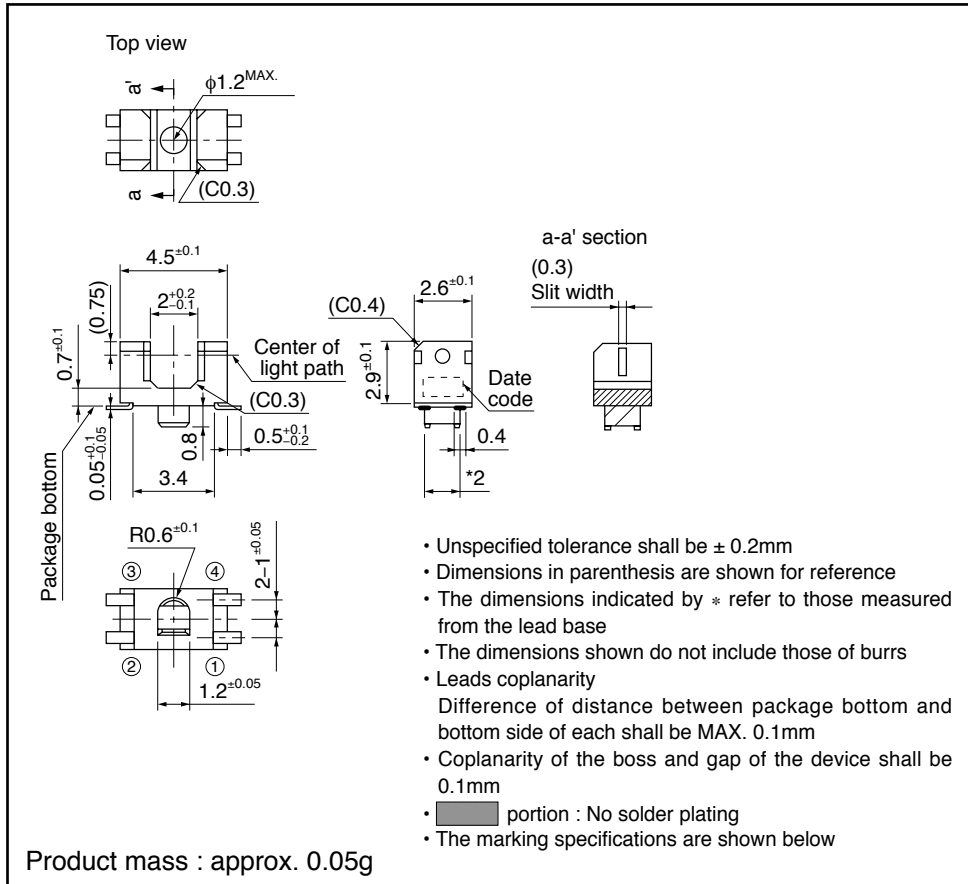 Top view
a'
φ1.2MAX.
a
(C0.3)
a-a' section
(0.3)
Slit width
4.5±0.1
2+0.2−0.1
(0.75)
0.7±0.1
Center of
light path
(C0.3)
Package bottom
0.05+0.1−0.05
0.8
0.5+0.1−0.2
3.4
2.6±0.1
(C0.4)
2.9±0.1
Date
code
0.4
*2
R0.6±0.1
2−1±0.05
③
④
②
①
1.2±0.05
• Unspecified tolerance shall be ± 0.2mm
• Dimensions in parenthesis are shown for reference
• The dimensions indicated by * refer to those measured
from the lead base
• The dimensions shown do not include those of burrs
• Leads coplanarity
Difference of distance between package bottom and
bottom side of each shall be MAX. 0.1mm
• Coplanarity of the boss and gap of the device shall be
0.1mm
• portion : No solder plating
• The marking specifications are shown below
Product mass : approx. 0.05g